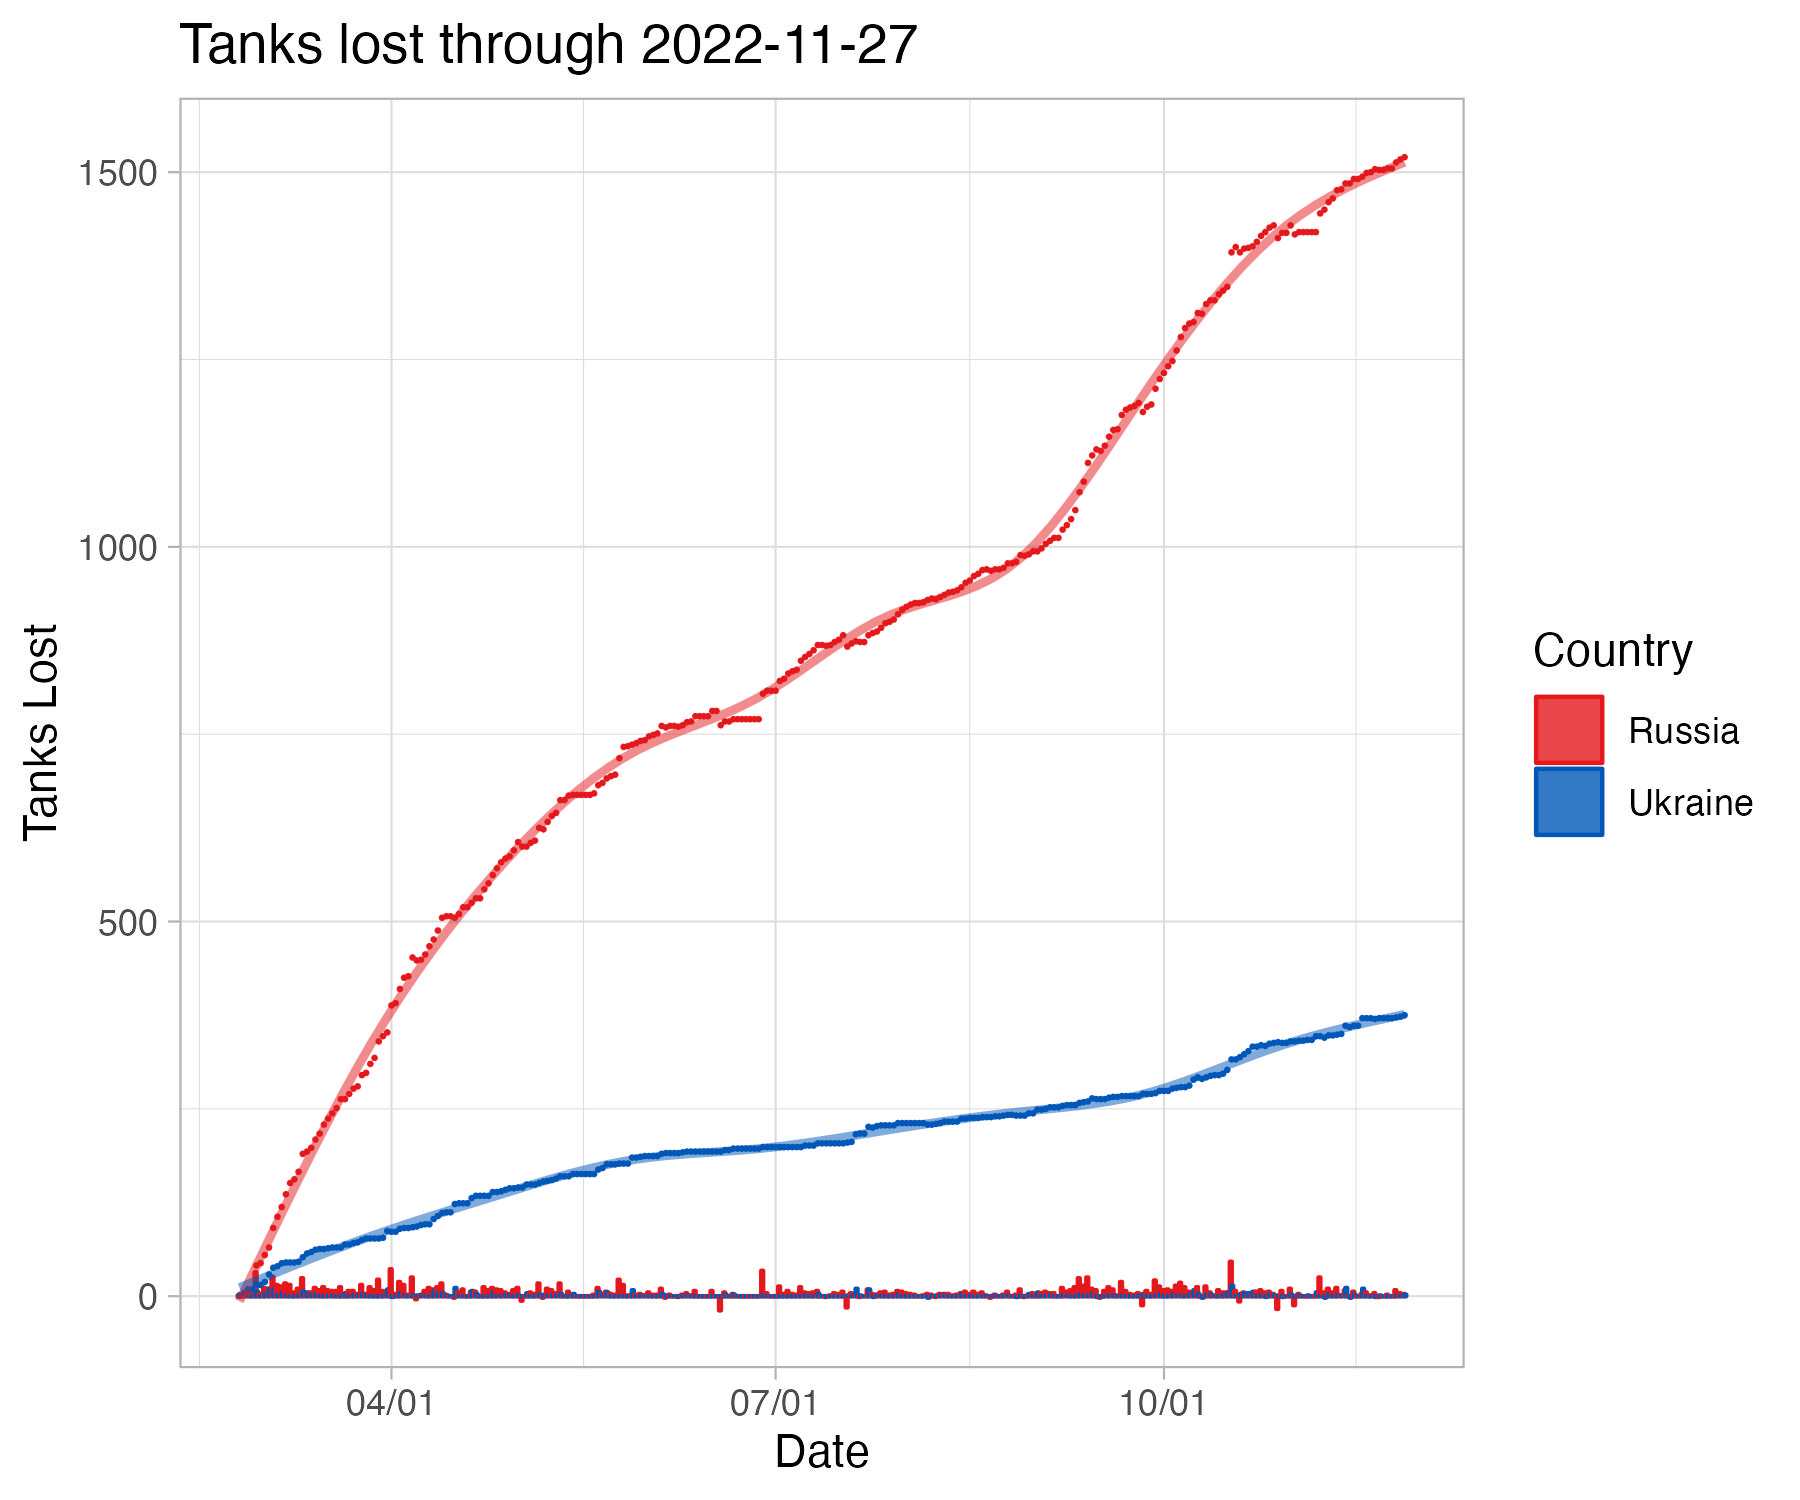 Tanks lost through 2022-11-27
1500
1000
500
0
Tanks Lost
04/01
07/01
10/01
Date
Country
Russia
Ukraine